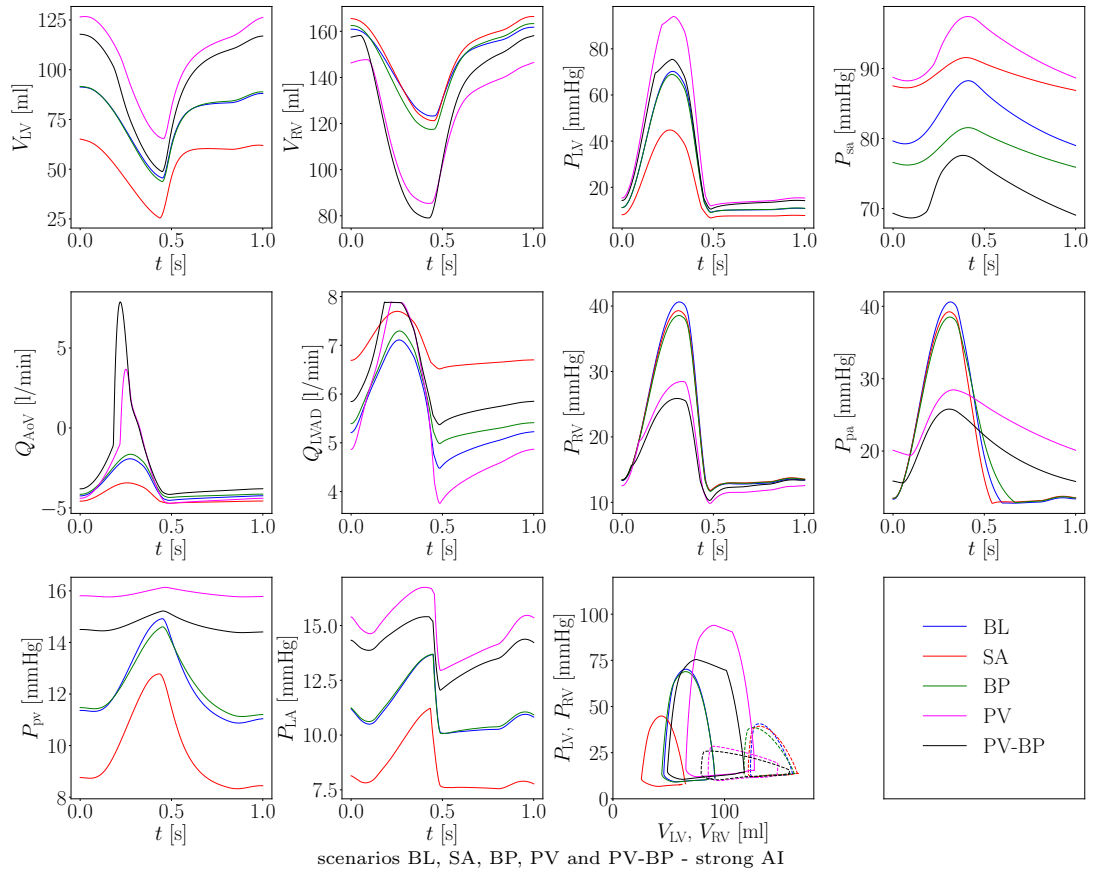 V_LV [ml]
125
100
75
50
25
0.0 0.5 1.0
t [s]
V_RV [ml]
160
140
120
100
80
0.0 0.5 1.0
t [s]
P_LV [mmHg]
80
60
40
20
0.0 0.5 1.0
t [s]
P_sa [mmHg]
90
80
70
0.0 0.5 1.0
t [s]
Q_AoV [l/min]
5
0
−5
0.0 0.5 1.0
t [s]
Q_LVAD [l/min]
8
7
6
5
4
0.0 0.5 1.0
t [s]
P_RV [mmHg]
40
30
20
10
0.0 0.5 1.0
t [s]
P_pa [mmHg]
40
30
20
0.0 0.5 1.0
t [s]
P_pv [mmHg]
16
14
12
10
8
0.0 0.5 1.0
t [s]
P_LA [mmHg]
15.0
12.5
10.0
7.5
0.0 0.5 1.0
t [s]
P_LV, P_RV [mmHg]
100
75
50
25
0
0 100
V_LV, V_RV [ml]
BL
SA
BP
PV
PV-BP
scenarios BL, SA, BP, PV and PV-BP - strong AI